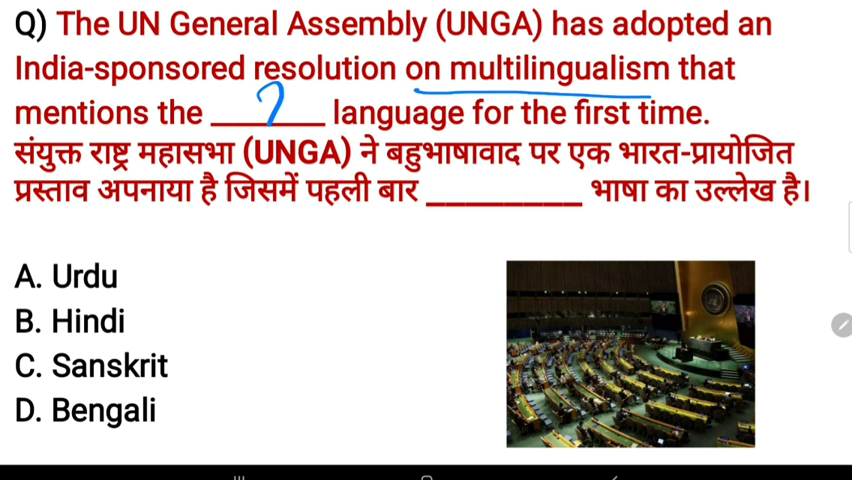 Q) The UN General Assembly (UNGA) has adopted an
India-sponsored resolution on multilingualism that
mentions the ________ language for the first time.
?
संयुक्त राष्ट्र महासभा (UNGA) ने बहुभाषावाद पर एक भारत-प्रायोजित
प्रस्ताव अपनाया है जिसमें पहली बार __________ भाषा का उल्लेख है।
A. Urdu
B. Hindi
C. Sanskrit
D. Bengali